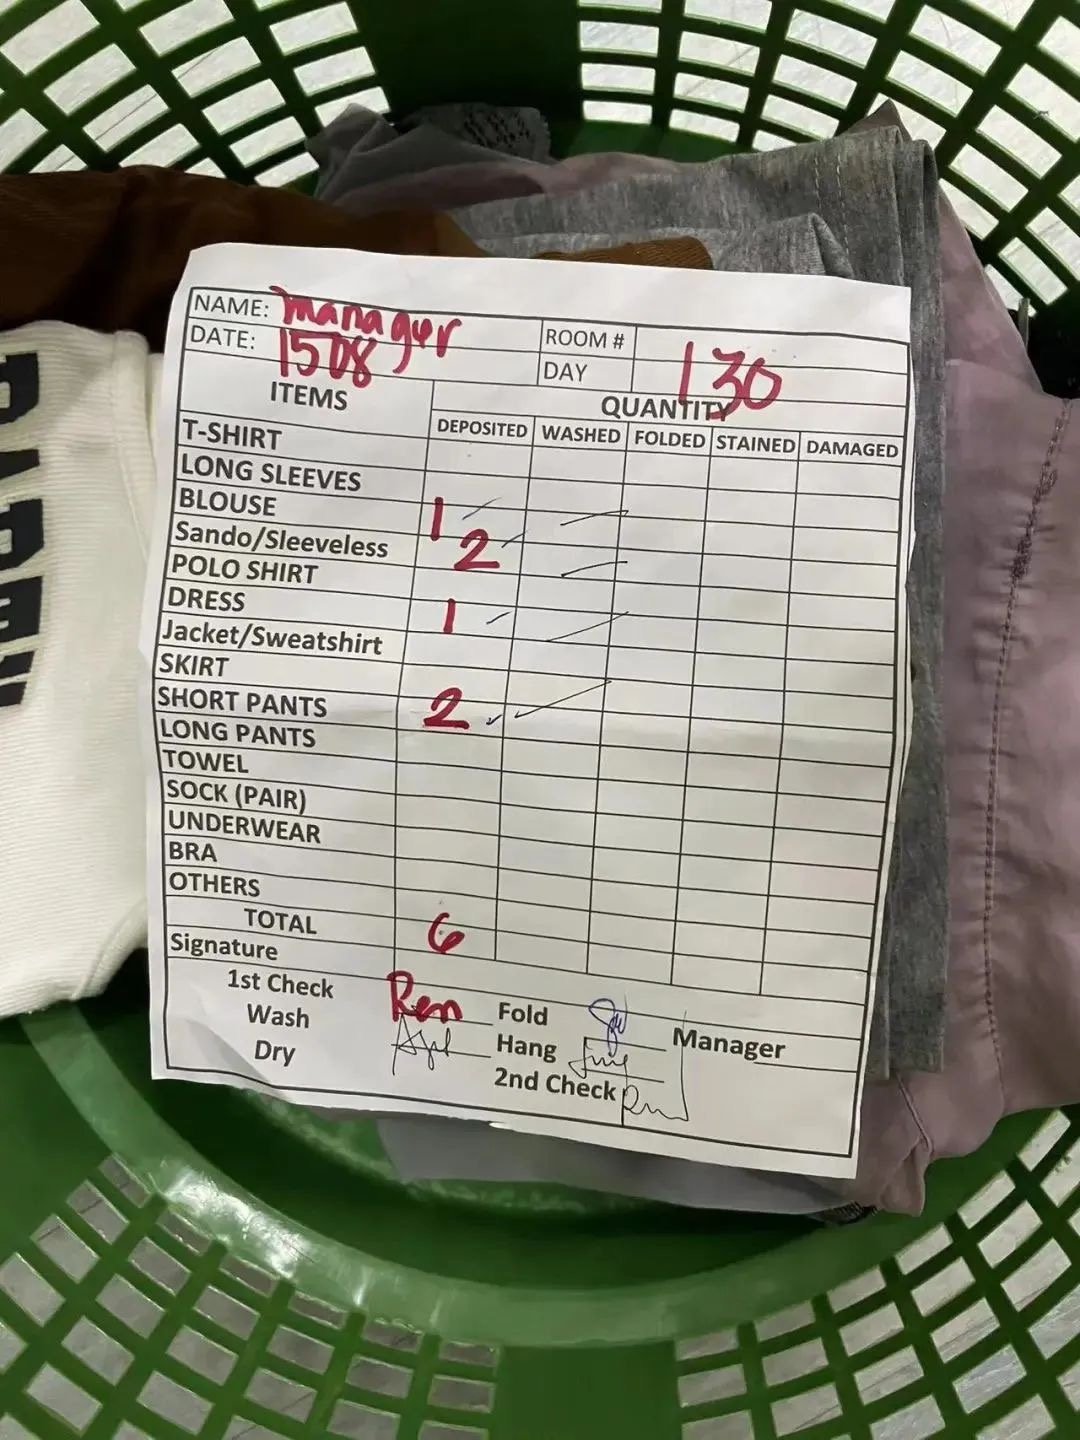 NAME: manager ROOM # 130
DATE: 1508 DAY
ITEMS QUANTITY
DEPOSITED WASHED FOLDED STAINED DAMAGED
T-SHIRT
LONG SLEEVES
BLOUSE 1
Sando/Sleeveless 2
POLO SHIRT
DRESS 1
Jacket/Sweatshirt
SKIRT
SHORT PANTS 2
LONG PANTS
TOWEL
SOCK (PAIR)
UNDERWEAR
BRA
OTHERS
TOTAL 6
Signature
1st Check Ren Fold Manager
Wash Hang
Dry 2nd Check